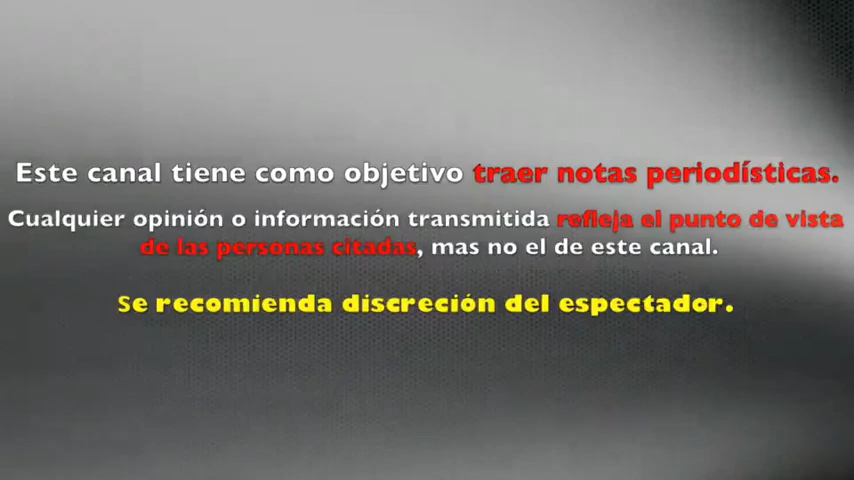 Este canal tiene como objetivo traer notas periodísticas.
Cualquier opinión o información transmitida refleja el punto de vista
de las personas citadas, mas no el de este canal.
Se recomienda discreción del espectador.